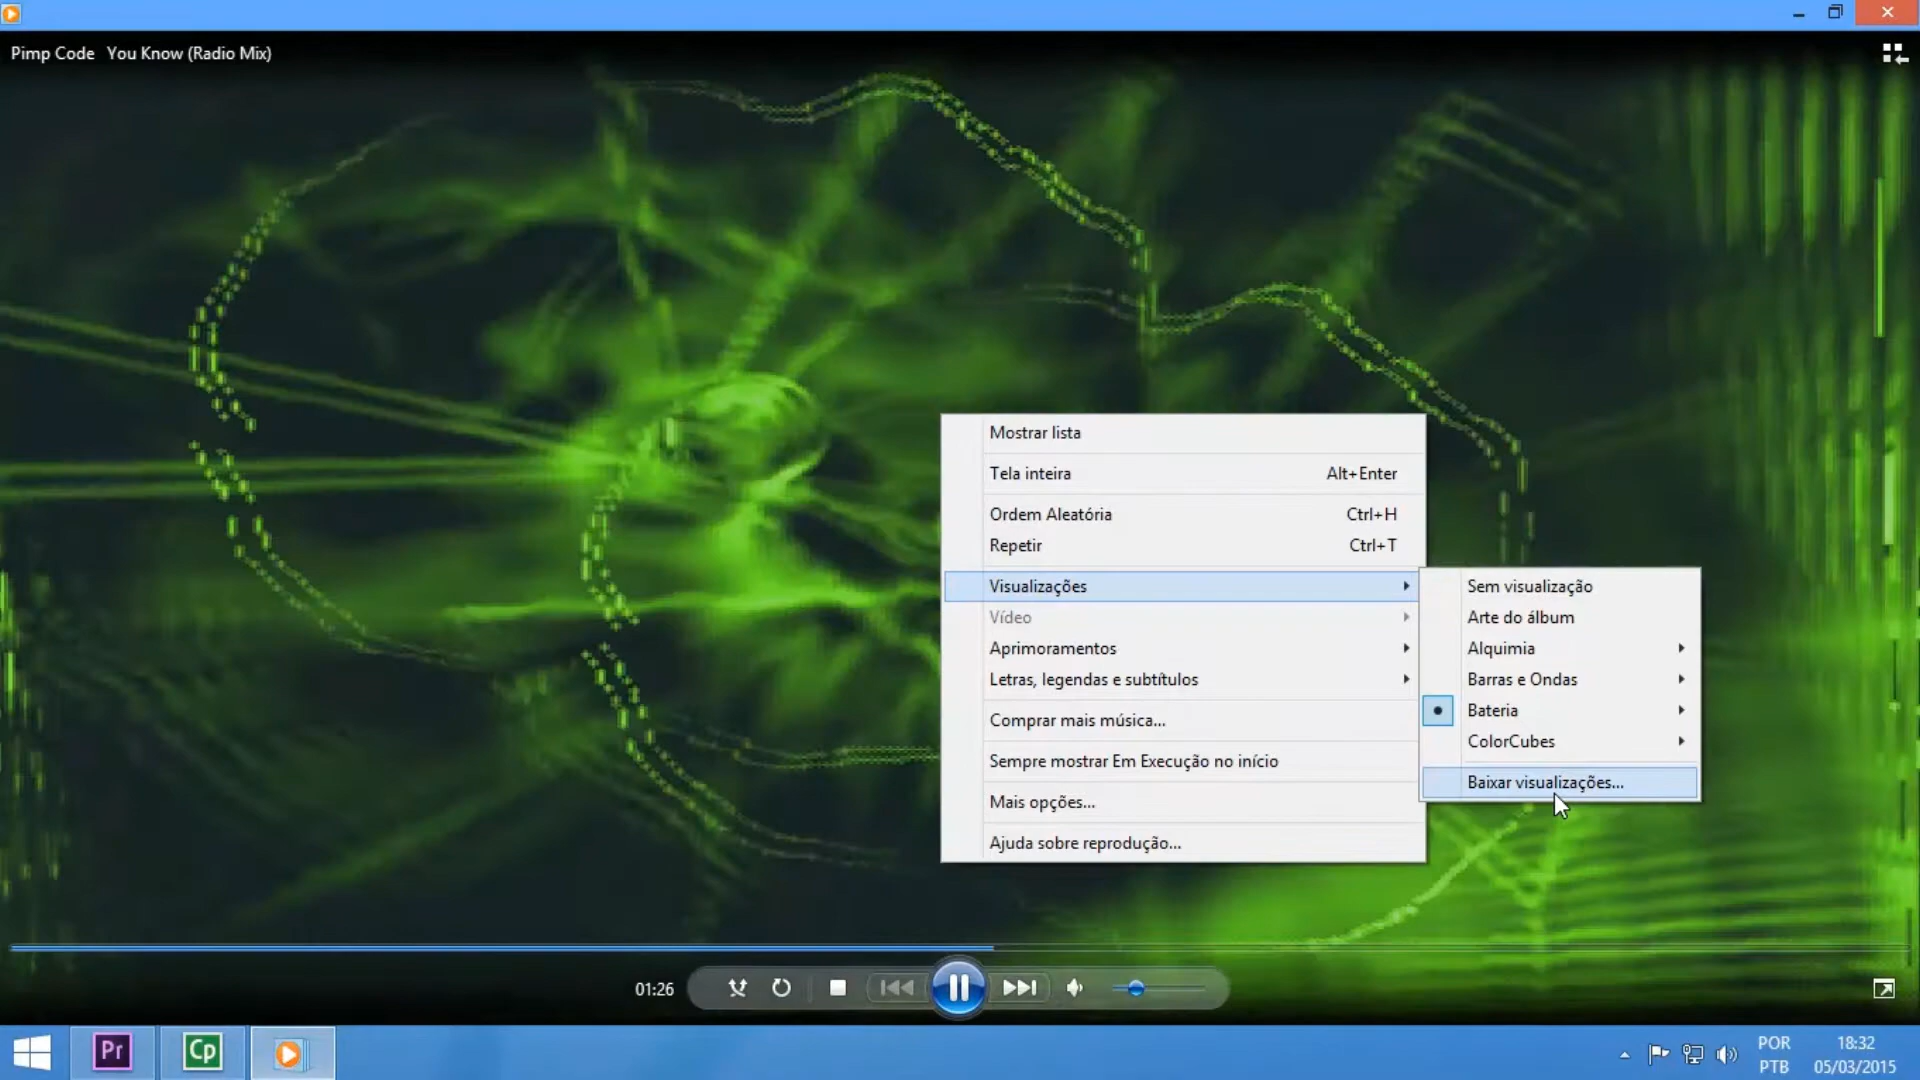 Pimp Code You Know (Radio Mix)
Mostrar lista
Tela inteira Alt+Enter
Ordem Aleatória Ctrl+H
Repetir Ctrl+T
Visualizações
Vídeo
Aprimoramentos
Letras, legendas e subtítulos
Comprar mais música...
Sempre mostrar Em Execução no início
Mais opções...
Ajuda sobre reprodução...
Sem visualização
Arte do álbum
Alquimia
Barras e Ondas
Bateria
ColorCubes
Baixar visualizações...
01:26
Pr
Cp
POR
PTB
18:32
05/03/2015